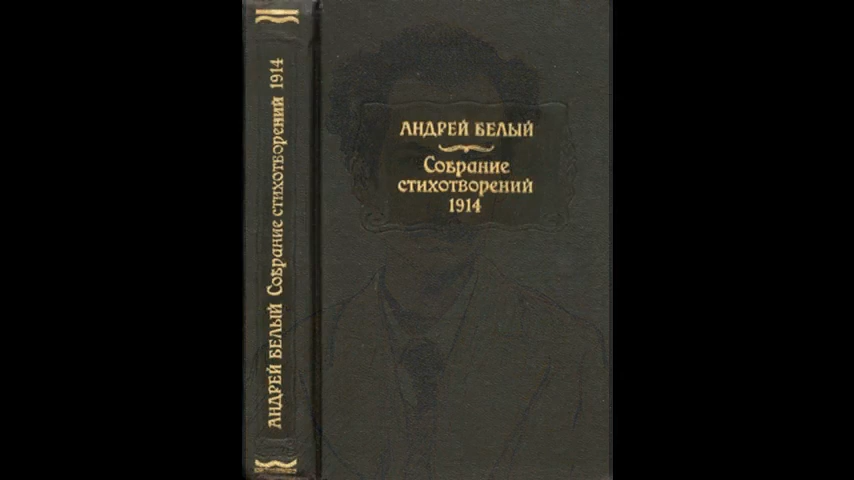 АНДРЕЙ БЕЛЫЙ Собрание стихотворений 1914
АНДРЕЙ БЕЛЫЙ
Собрание
стихотворений
1914